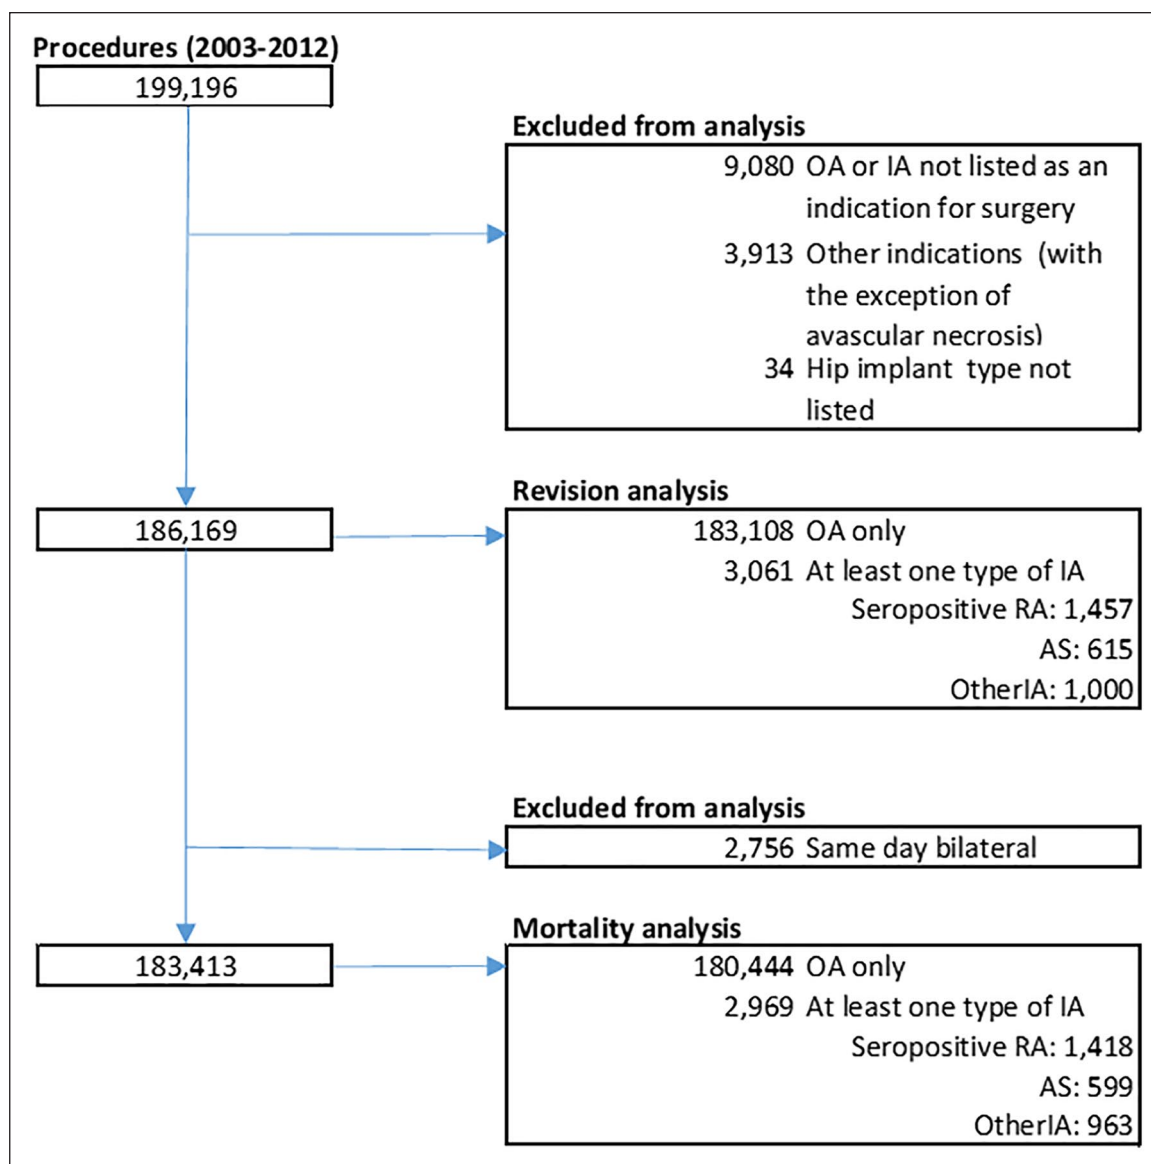 Procedures (2003-2012)
199,196
Excluded from analysis
9,080 OA or IA not listed as an
indication for surgery
3,913 Other indications (with
the exception of
avascular necrosis)
34 Hip implant type not
listed
Revision analysis
186,169
183,108 OA only
3,061 At least one type of IA
Seropositive RA: 1,457
AS: 615
OtherIA: 1,000
Excluded from analysis
2,756 Same day bilateral
Mortality analysis
183,413
180,444 OA only
2,969 At least one type of IA
Seropositive RA: 1,418
AS: 599
OtherIA: 963